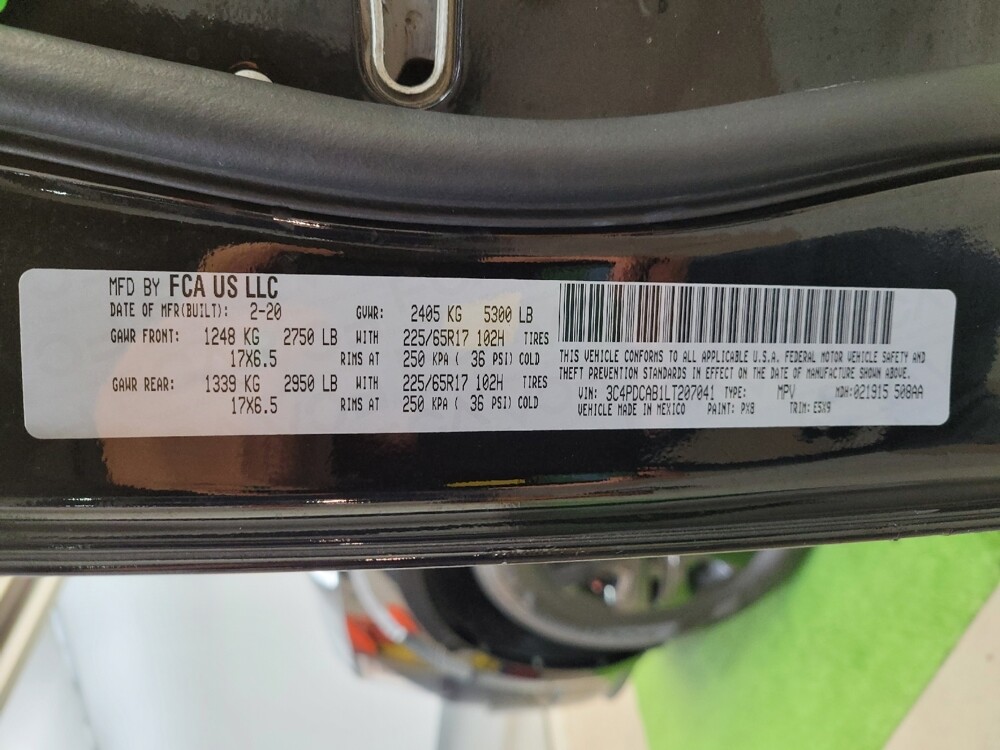 MFD BY FCA US LLC
DATE OF MFR(BUILT): 2-20 GVWR: 2405 KG 5300 LB
GAWR FRONT: 1248 KG 2750 LB WITH 225/65R17 102H TIRES
17X6.5 RIMS AT 250 KPA ( 36 PSI) COLD
GAWR REAR: 1339 KG 2950 LB WITH 225/65R17 102H TIRES
17X6.5 RIMS AT 250 KPA ( 36 PSI) COLD
THIS VEHICLE CONFORMS TO ALL APPLICABLE U.S.A. FEDERAL MOTOR VEHICLE SAFETY AND
THEFT PREVENTION STANDARDS IN EFFECT ON THE DATE OF MANUFACTURE SHOWN ABOVE.
VIN: 3C4PDCAB1LT207041 TYPE: MPV MDH:021915 508AA
VEHICLE MADE IN MEXICO PAINT: PX8 TRIM: E5X9